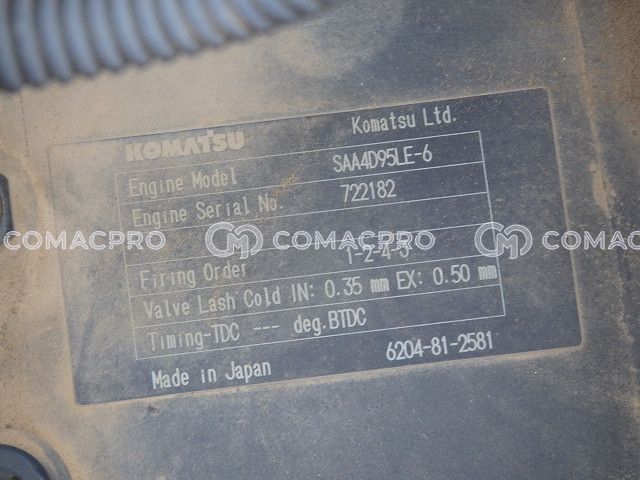 KOMATSU Komatsu Ltd.
Engine Model SAA4D95LE-6
Engine Serial No. 722182
COMACPRO CM COMACPRO CM COMACPRO
Firing Order 1-2-4-3
Valve Lash Cold IN: 0.35 mm EX: 0.50 mm
Timing-TDC --- deg.BTDC
Made in Japan 6204-81-2581